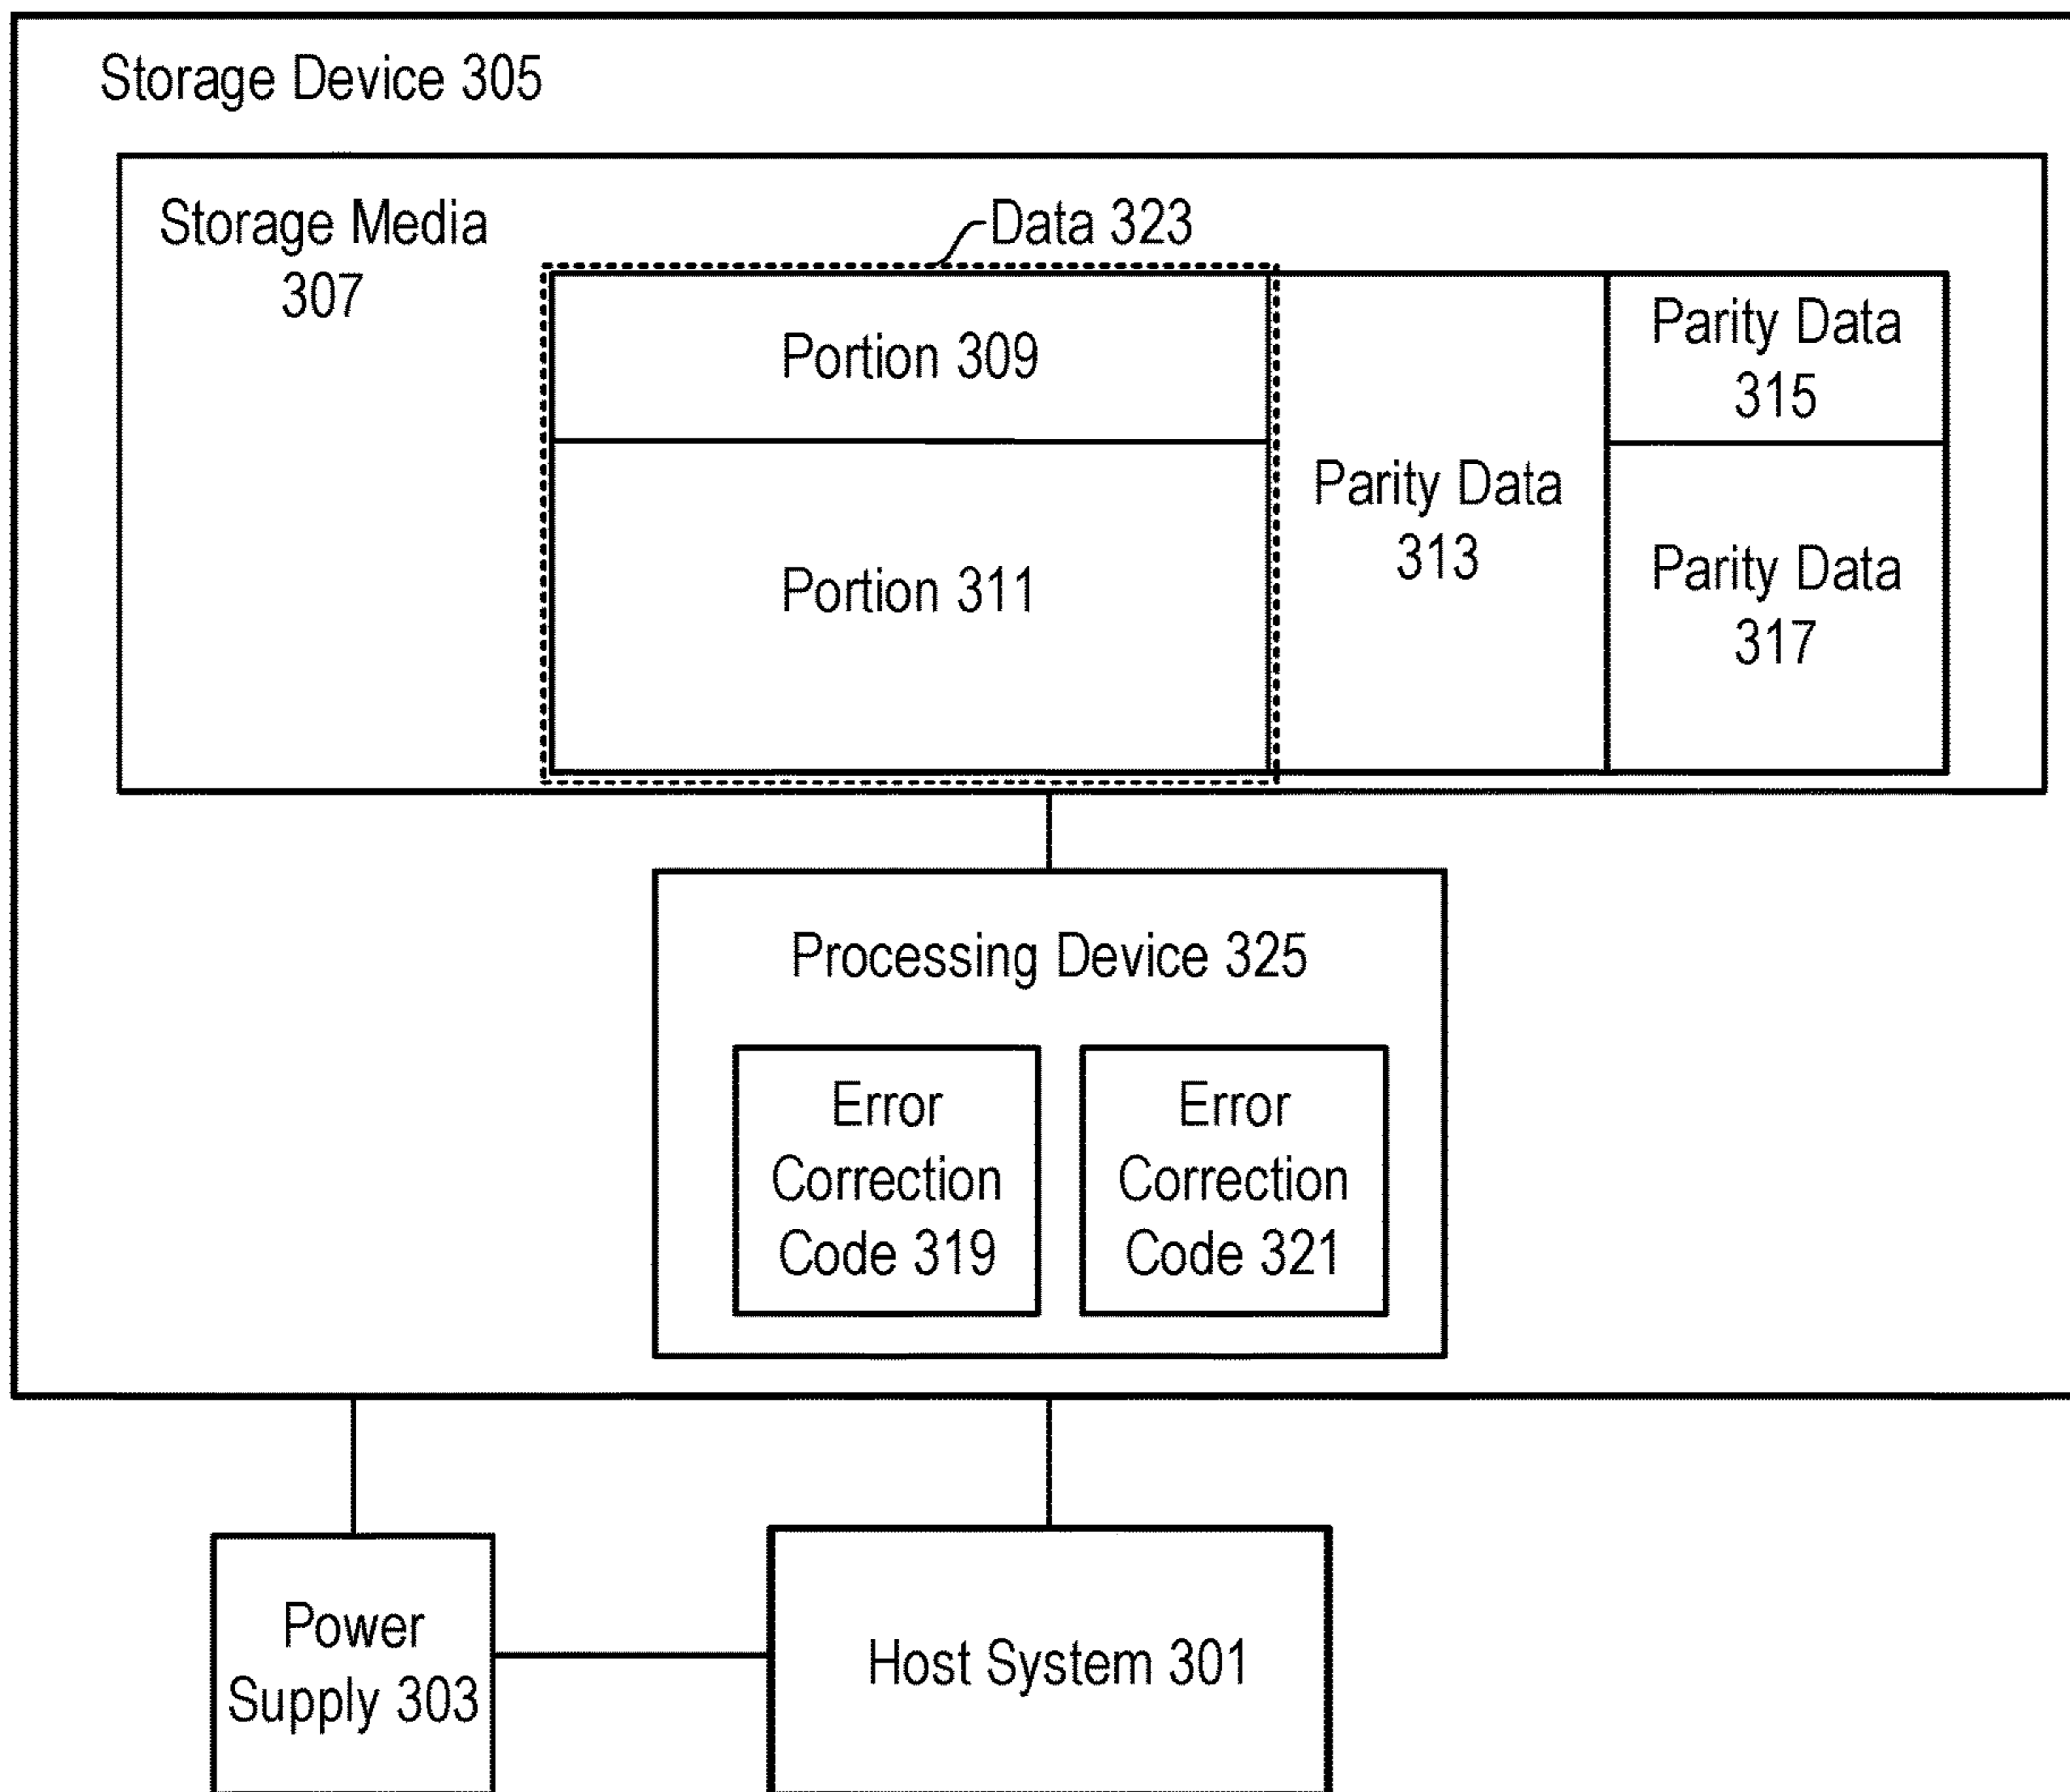 Storage Device 305
Storage Media
307
Data 323
Portion 309
Portion 311
Parity Data
313
Parity Data
315
Parity Data
317
Processing Device 325
Error
Correction
Code 319
Error
Correction
Code 321
Power
Supply 303
Host System 301